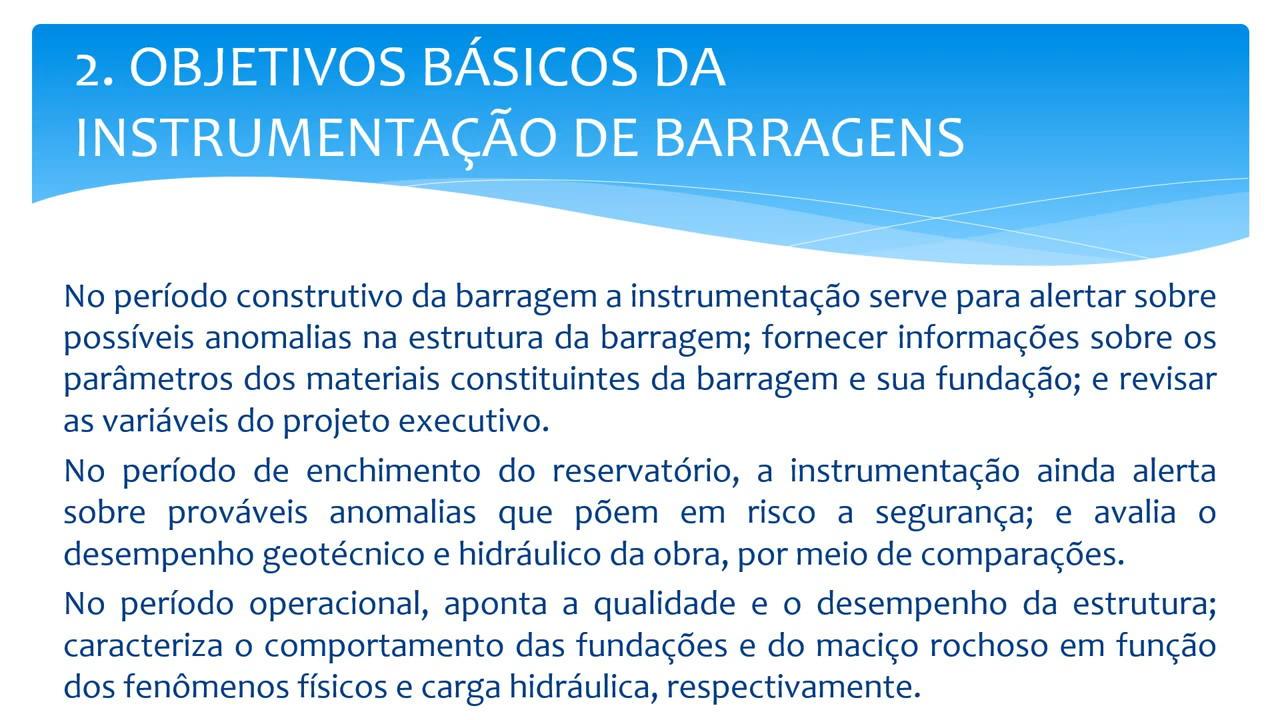 2. OBJETIVOS BÁSICOS DA
INSTRUMENTAÇÃO DE BARRAGENS
No período construtivo da barragem a instrumentação serve para alertar sobre
possíveis anomalias na estrutura da barragem; fornecer informações sobre os
parâmetros dos materiais constituintes da barragem e sua fundação; e revisar
as variáveis do projeto executivo.
No período de enchimento do reservatório, a instrumentação ainda alerta
sobre prováveis anomalias que põem em risco a segurança; e avalia o
desempenho geotécnico e hidráulico da obra, por meio de comparações.
No período operacional, aponta a qualidade e o desempenho da estrutura;
caracteriza o comportamento das fundações e do maciço rochoso em função
dos fenômenos físicos e carga hidráulica, respectivamente.